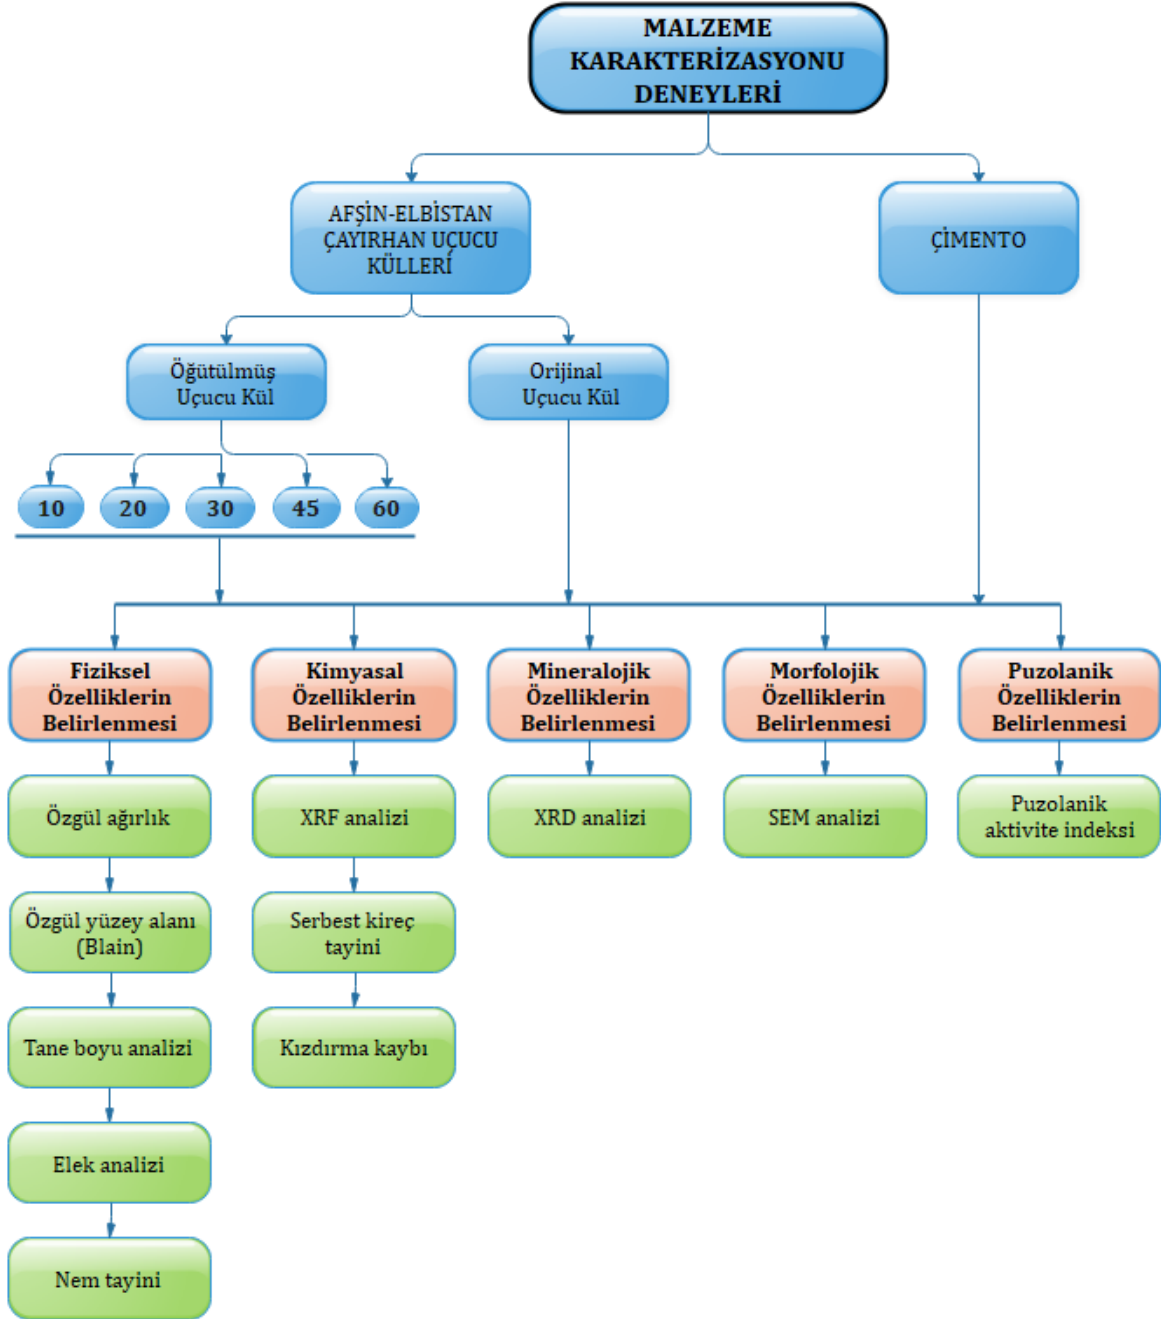 MALZEME
KARAKTERİZASYONU
DENEYLERİ
AFŞİN-ELBİSTAN
ÇAYIRHAN UÇUCU
KÜLLERİ
ÇİMENTO
Öğütülmüş
Uçucu Kül
Orijinal
Uçucu Kül
10
20
30
45
60
Fiziksel
Özelliklerin
Belirlenmesi
Kimyasal
Özelliklerin
Belirlenmesi
Mineralojik
Özelliklerin
Belirlenmesi
Morfolojik
Özelliklerin
Belirlenmesi
Puzolanik
Özelliklerin
Belirlenmesi
Özgül ağırlık
XRF analizi
XRD analizi
SEM analizi
Puzolanik
aktivite indeksi
Özgül yüzey alanı
(Blain)
Serbest kireç
tayini
Tane boyu analizi
Kızdırma kaybı
Elek analizi
Nem tayini